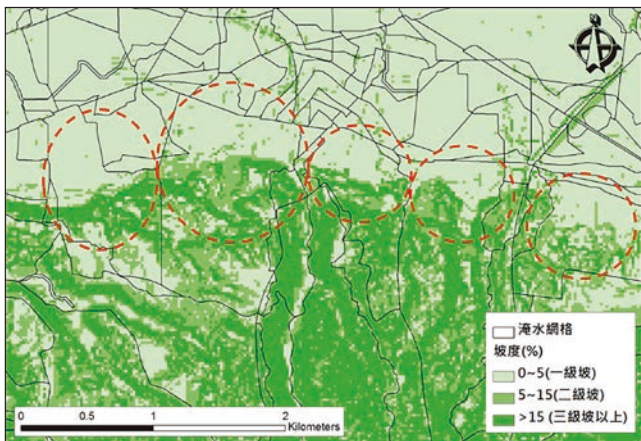 淹水網格
坡度(%)
0~5(一級坡)
5~15(二級坡)
>15(三級坡以上)
0 0.5 1 2
Kilometers